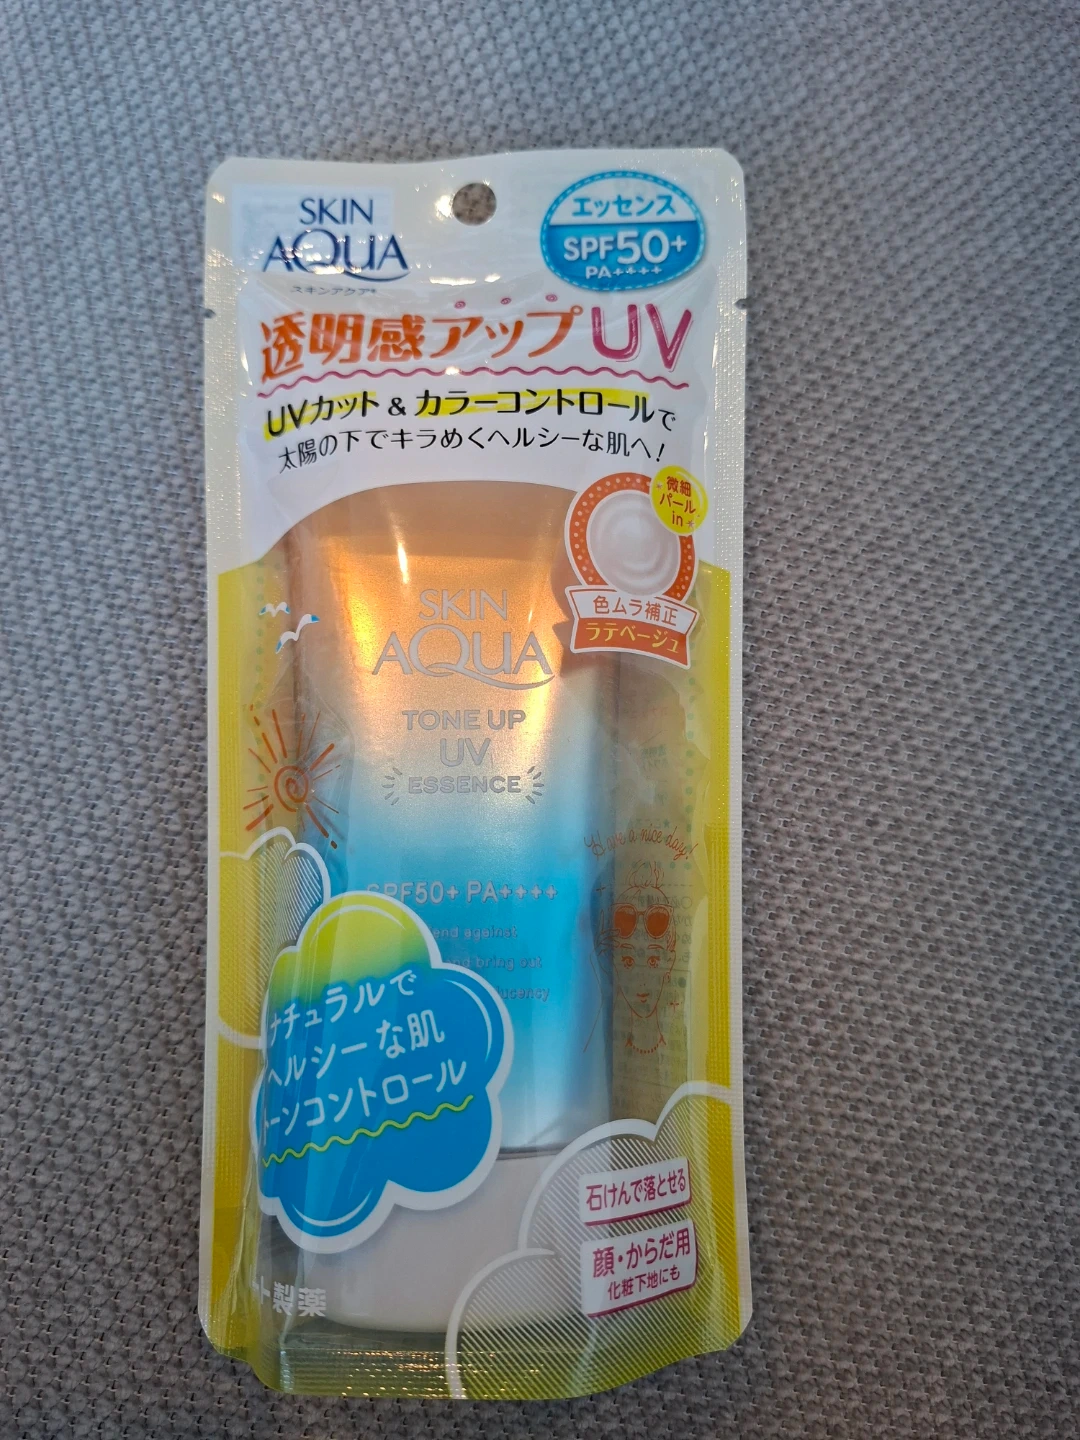 SKIN
AQUA
スキンアクア
エッセンス
SPF50+
PA++++
透明感アップUV
UVカット & カラーコントロールで
太陽の下でキラめくヘルシーな肌へ!
微細
パール
in
色ムラ補正
ラテベージュ
SKIN
AQUA
TONE UP
UV
ESSENCE
SPF50+ PA++++
against
bring out
Have a nice day!
ナチュラルで
ヘルシーな肌
トーンコントロール
石けんで落とせる
顔・からだ用
化粧下地にも
製薬